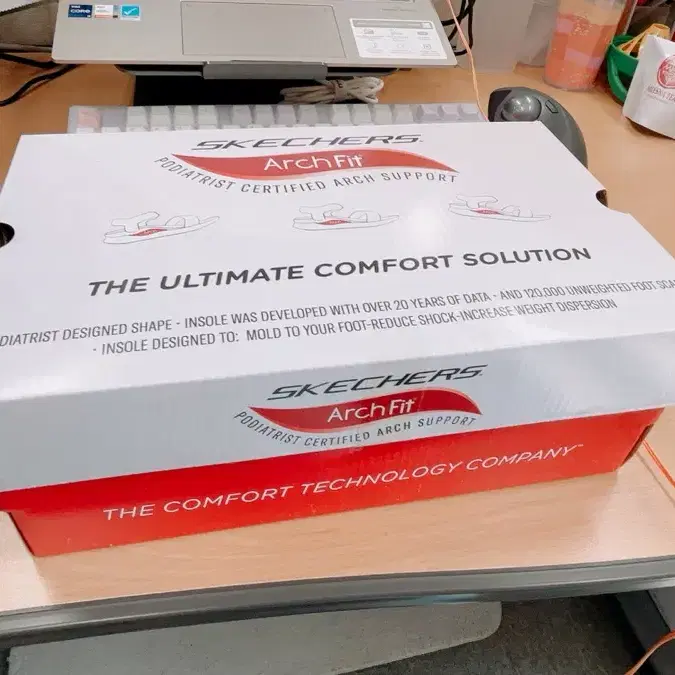 CORE
SKECHERS
Arch Fit
PODIATRIST CERTIFIED ARCH SUPPORT
THE ULTIMATE COMFORT SOLUTION
DIATRIST DESIGNED SHAPE - INSOLE WAS DEVELOPED WITH OVER 20 YEARS OF DATA - AND 120,000 UNWEIGHTED FOOT SCA
- INSOLE DESIGNED TO: MOLD TO YOUR FOOT-REDUCE SHOCK-INCREASE WEIGHT DISPERSION
SKECHERS
Arch Fit
PODIATRIST CERTIFIED ARCH SUPPORT
THE COMFORT TECHNOLOGY COMPANY™